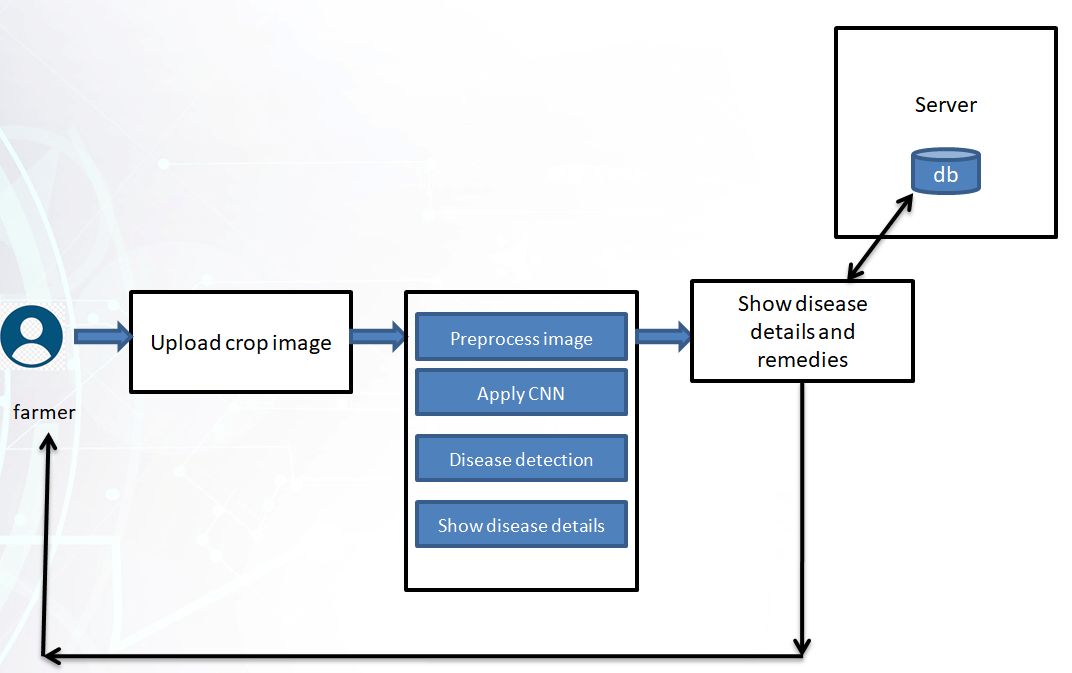 Server
db
farmer
Upload crop image
Preprocess image
Apply CNN
Disease detection
Show disease details
Show disease
details and
remedies